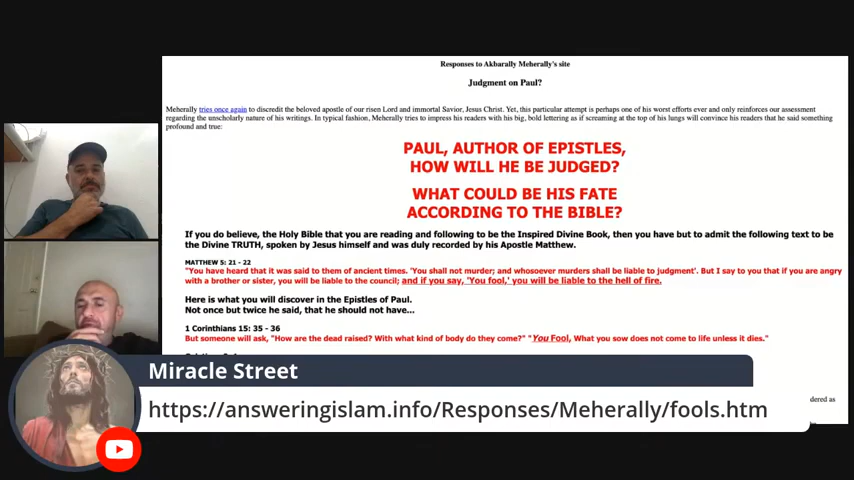 Responses to Akbarally Meherally's site
Judgment on Paul?
Meherally tries once again to discredit the beloved apostle of our risen Lord and immortal Savior, Jesus Christ. Yet, this particular attempt is perhaps one of his worst efforts ever and only reinforces our assessment
regarding the unscholarly nature of his writings. In typical fashion, Meherally tries to impress his readers with his big, bold lettering as if screaming at the top of his lungs will convince his readers that he said something
profound and true:
PAUL, AUTHOR OF EPISTLES,
HOW WILL HE BE JUDGED?
WHAT COULD BE HIS FATE
ACCORDING TO THE BIBLE?
If you do believe, the Holy Bible that you are reading and following to be the Inspired Divine Book, then you have but to admit the following text to be
the Divine TRUTH, spoken by Jesus himself and was duly recorded by his Apostle Matthew.
MATTHEW 5: 21 - 22
"You have heard that it was said to them of ancient times. 'You shall not murder; and whosoever murders shall be liable to judgment'. But I say to you that if you are angry
with a brother or sister, you will be liable to the council; and if you say, 'You fool,' you will be liable to the hell of fire.
Here is what you will discover in the Epistles of Paul.
Not once but twice he said, that he should not have...
1 Corinthians 15: 35 - 36
But someone will ask, "How are the dead raised? With what kind of body do they come?" "You Fool, What you sow does not come to life unless it dies."
dered as
Miracle Street
https://answeringislam.info/Responses/Meherally/fools.htm